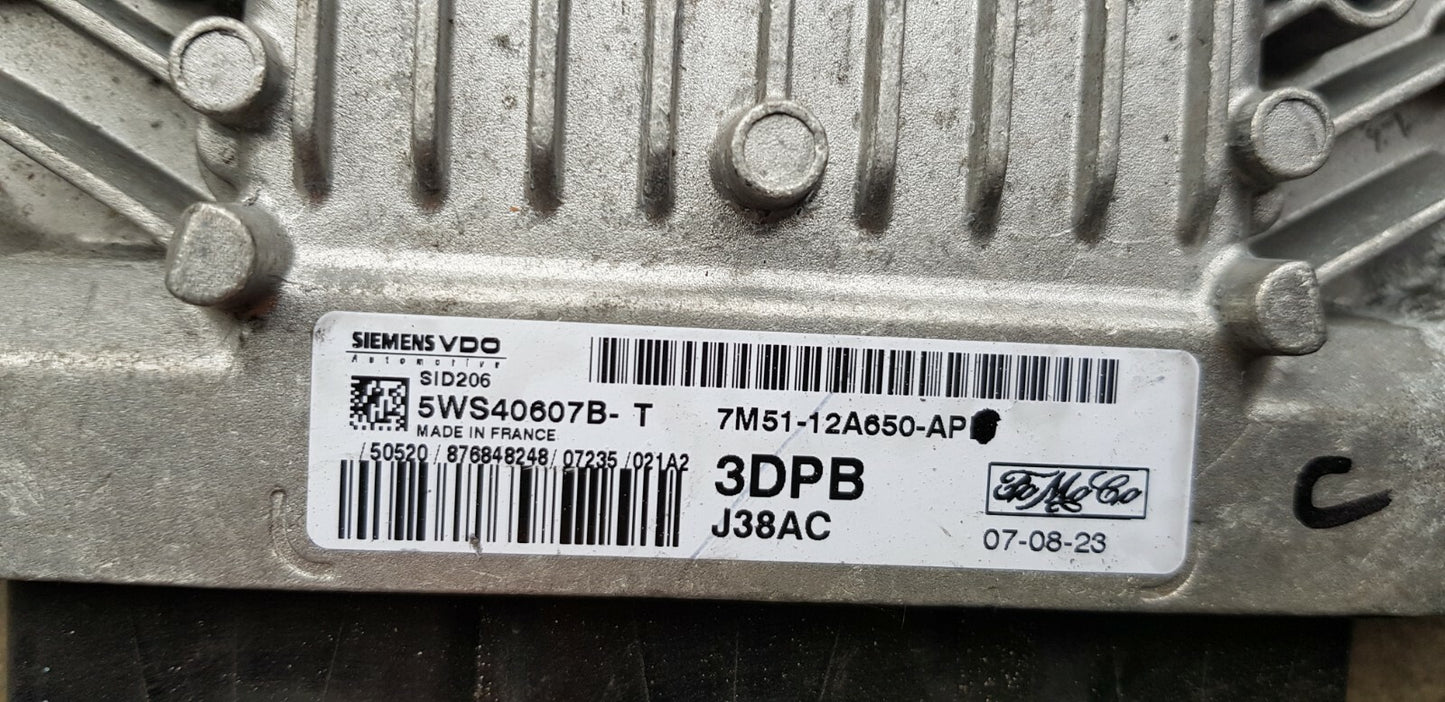 SIEMENS VDO
Automotive
SID206
5WS40607B- T
MADE IN FRANCE
/50520/876848248/07235/021A2
7M51-12A650-AP
3DPB
J38AC
FoMoCo
07-08-23
C